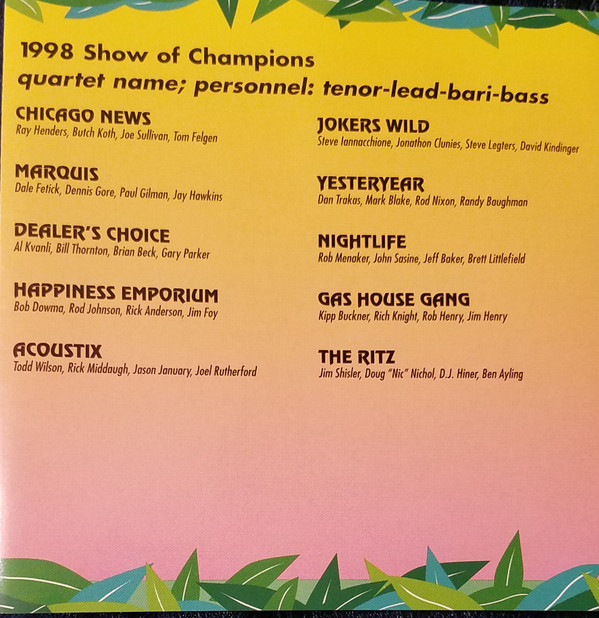 1998 Show of Champions
quartet name; personnel: tenor-lead-bari-bass
CHICAGO NEWS
Ray Henders, Butch Koth, Joe Sullivan, Tom Felgen
MARQUIS
Dale Fetick, Dennis Gore, Paul Gilman, Jay Hawkins
DEALER'S CHOICE
Al Kvanli, Bill Thornton, Brian Beck, Gary Parker
HAPPINESS EMPORIUM
Bob Dowma, Rod Johnson, Rick Anderson, Jim Foy
ACOUSTIX
Todd Wilson, Rick Middaugh, Jason January, Joel Rutherford
JOKERS WILD
Steve Iannacchione, Jonathon Clunies, Steve Legters, David Kindinger
YESTERYEAR
Dan Trakas, Mark Blake, Rod Nixon, Randy Baughman
NIGHTLIFE
Rob Menaker, John Sasine, Jeff Baker, Brett Littlefield
GAS HOUSE GANG
Kipp Buckner, Rich Knight, Rob Henry, Jim Henry
THE RITZ
Jim Shisler, Doug "Nic" Nichol, D.J. Hiner, Ben Ayling